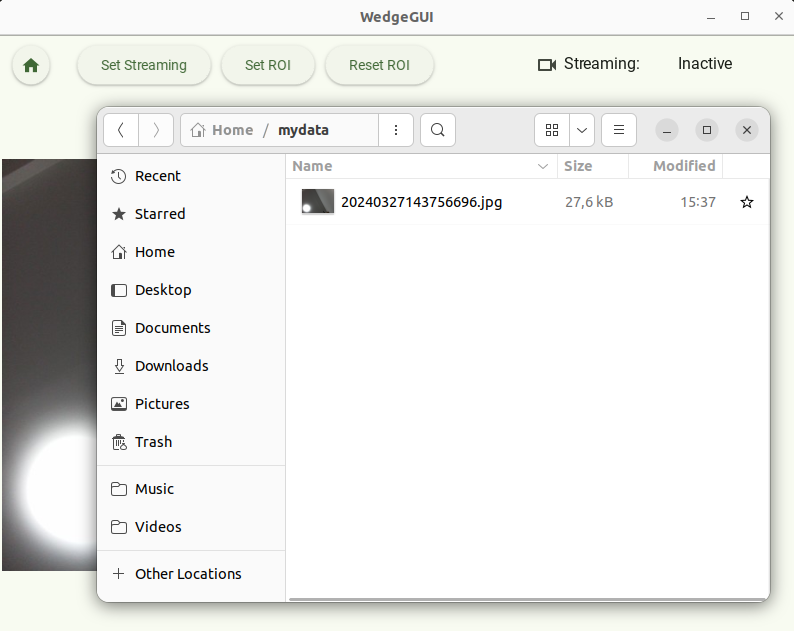 WedgeGUI
Set Streaming
Set ROI
Reset ROI
Streaming:
Inactive
Home / mydata
Name
Size
Modified
Recent
Starred
Home
Desktop
Documents
Downloads
Pictures
Trash
Music
Videos
Other Locations
20240327143756696.jpg
27,6 kB
15:37